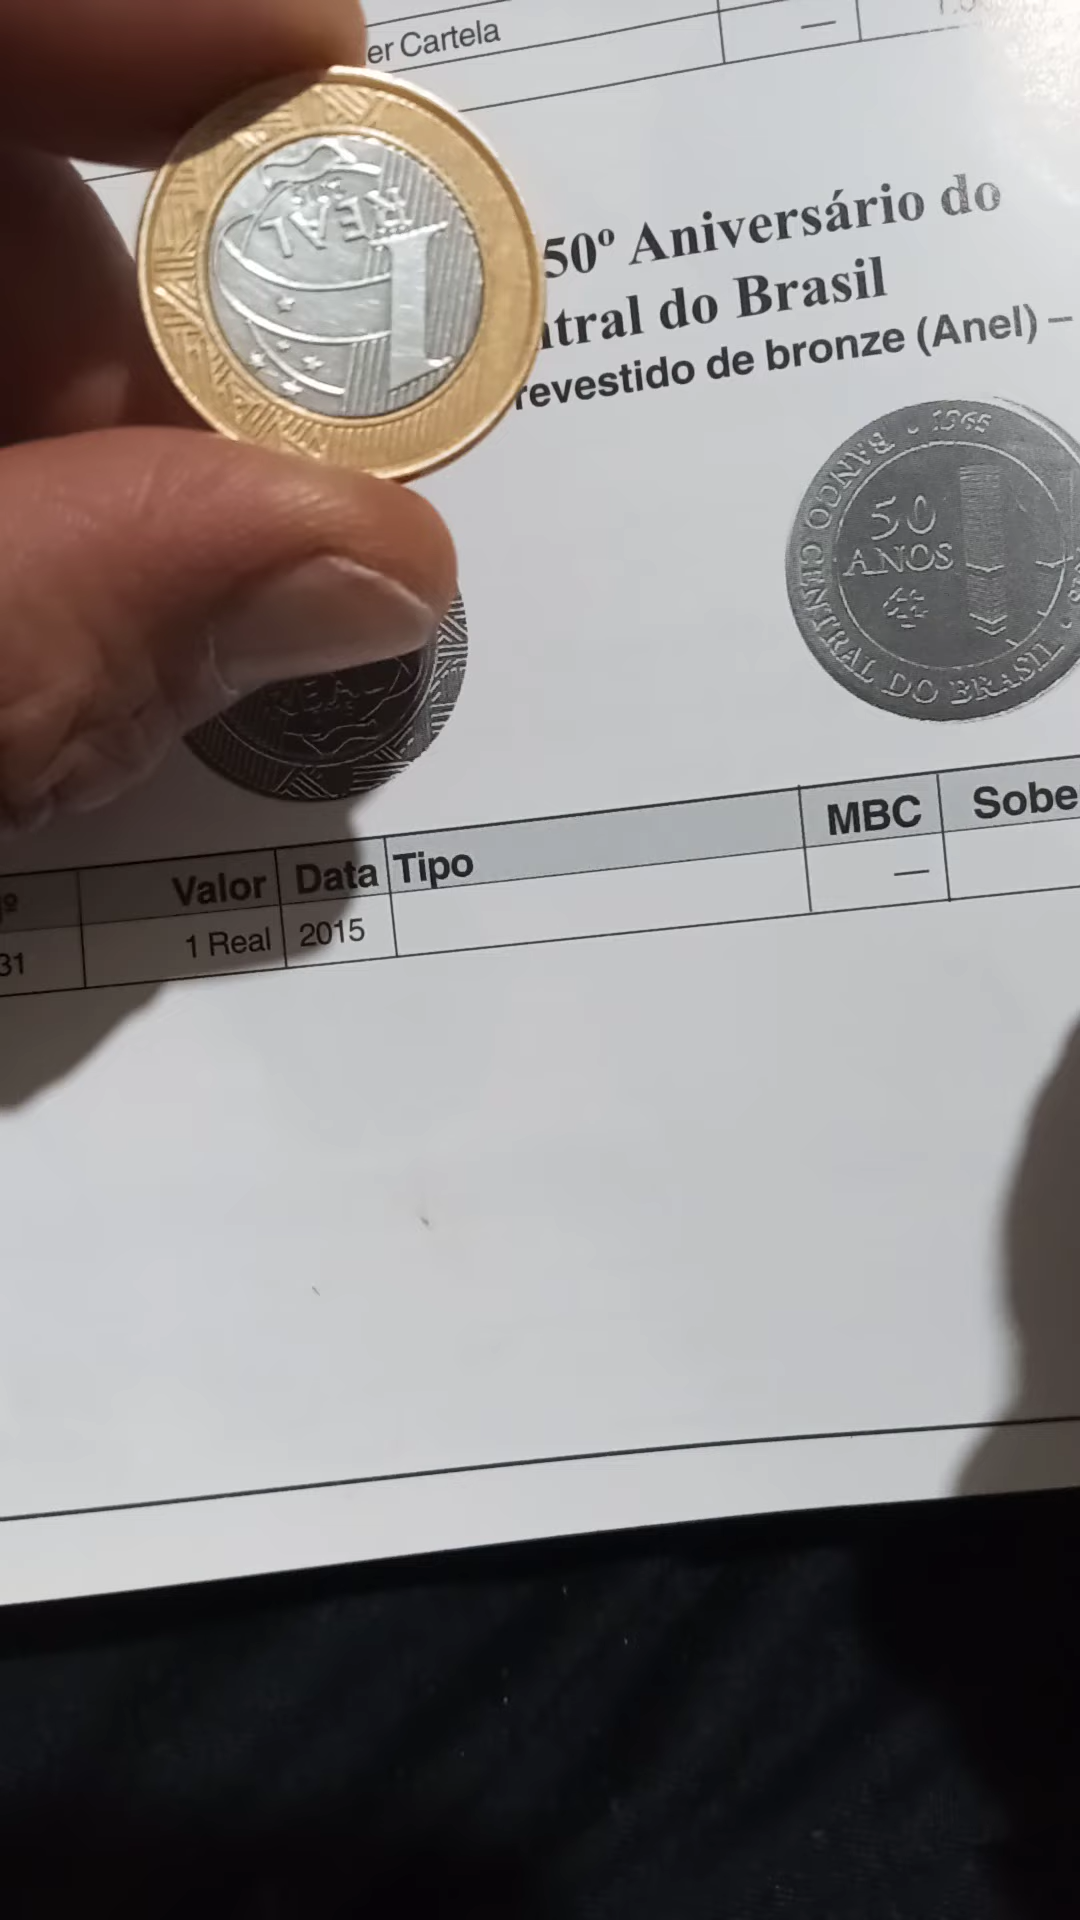 er Cartela —
REAL
1
50º Aniversário do
ntral do Brasil
revestido de bronze (Anel) –
BANCO CENTRAL DO BRASIL
1965
50
ANOS
REAL
Valor Data Tipo MBC Sobe
31 1 Real 2015 —